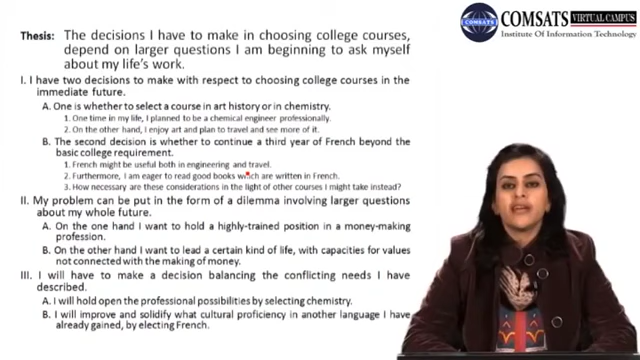 COMSATS VIRTUAL CAMPUS
Institute Of Information Technology
Thesis: The decisions I have to make in choosing college courses,
depend on larger questions I am beginning to ask myself
about my life's work.
I. I have two decisions to make with respect to choosing college courses in the
immediate future.
A. One is whether to select a course in art history or in chemistry.
1. One time in my life, I planned to be a chemical engineer professionally.
2. On the other hand, I enjoy art and plan to travel and see more of it.
B. The second decision is whether to continue a third year of French beyond the
basic college requirement.
1. French might be useful both in engineering and travel.
2. Furthermore, I am eager to read good books which are written in French.
3. How necessary are these considerations in the light of other courses I might take instead?
II. My problem can be put in the form of a dilemma involving larger questions
about my whole future.
A. On the one hand I want to hold a highly-trained position in a money-making
profession.
B. On the other hand I want to lead a certain kind of life, with capacities for values
not connected with the making of money.
III. I will have to make a decision balancing the conflicting needs I have
described.
A. I will hold open the professional possibilities by selecting chemistry.
B. I will improve and solidify what cultural proficiency in another language I have
already gained, by electing French.